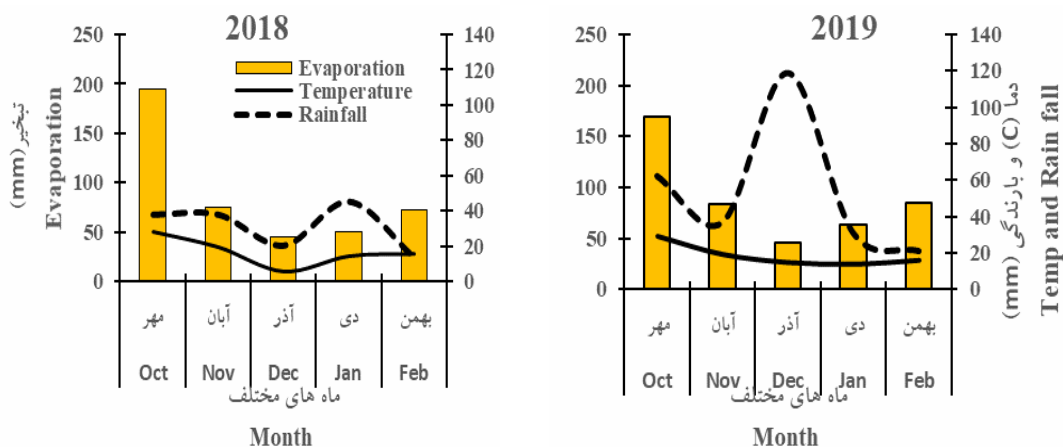 2018
250
200
150
100
50
0
140
120
100
80
60
40
20
0
Evaporation
Temperature
Rainfall
تبخیر(mm)
Evaporation
مهر
آبان
آذر
دی
بهمن
Oct
Nov
Dec
Jan
Feb
ماه های مختلف
Month
2019
250
200
150
100
50
0
140
120
100
80
60
40
20
0
دما (C) و بارندگی (mm)
Temp and Rain fall
مهر
آبان
آذر
دی
بهمن
Oct
Nov
Dec
Jan
Feb
ماه های مختلف
Month